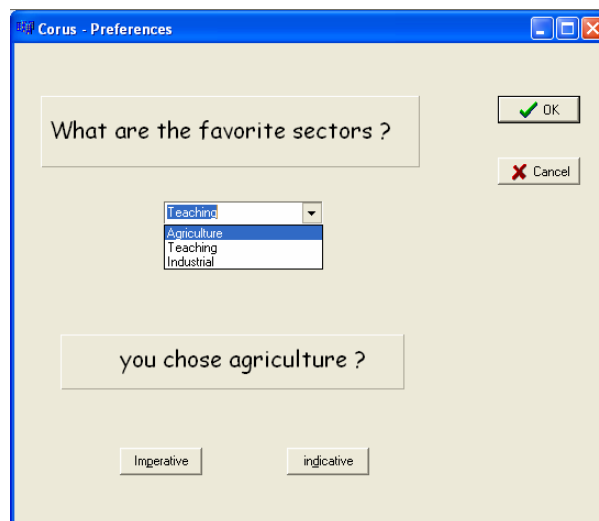 Corus - Preferences
What are the favorite sectors ?
OK
Cancel
Teaching
Agriculture
Teaching
Industrial
you chose agriculture ?
Imperative
indicative